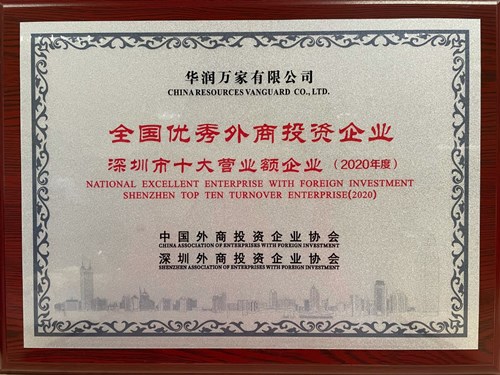 华润万家有限公司
CHINA RESOURCES VANGUARD CO., LTD.
全国优秀外商投资企业
深圳市十大营业额企业（2020年度）
NATIONAL EXCELLENT ENTERPRISE WITH FOREIGN INVESTMENT
SHENZHEN TOP TEN TURNOVER ENTERPRISE(2020)
中国外商投资企业协会
CHINA ASSOCIATION OF ENTERPRISES WITH FOREIGN INVESTMENT
深圳外商投资企业协会
SHENZHEN ASSOCIATION OF ENTERPRISES WITH FOREIGN INVESTMENT